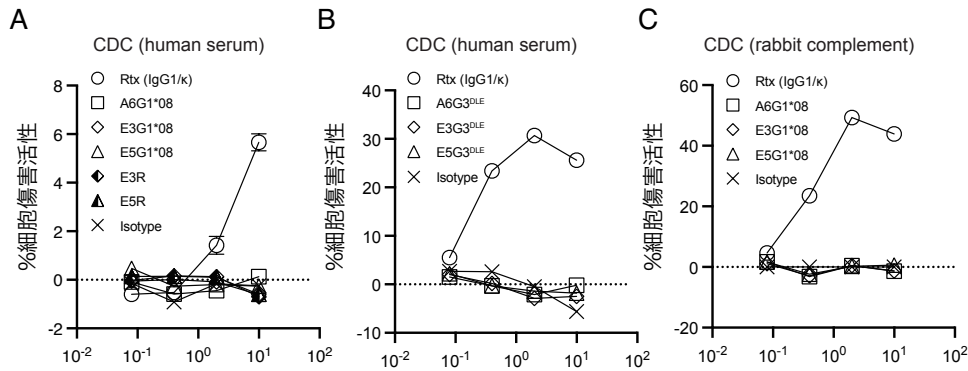 A
CDC (human serum)
%細胞傷害活性
Rtx (IgG1/κ)
A6G1*08
E3G1*08
E5G1*08
E3R
E5R
Isotype
8
6
4
2
0
-2
10-2
10-1
100
101
102
B
CDC (human serum)
%細胞傷害活性
Rtx (IgG1/κ)
A6G3DLE
E3G3DLE
E5G3DLE
Isotype
40
30
20
10
0
-10
10-2
10-1
100
101
102
C
CDC (rabbit complement)
%細胞傷害活性
Rtx (IgG1/κ)
A6G1*08
E3G1*08
E5G1*08
Isotype
60
40
20
0
-20
10-2
10-1
100
101
102